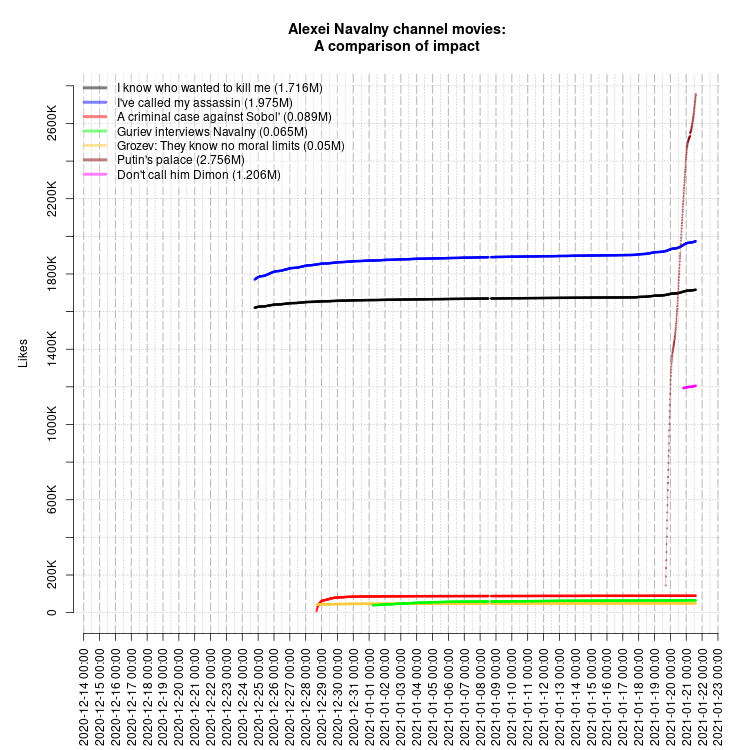 Alexei Navalny channel movies:
A comparison of impact
I know who wanted to kill me (1.716M)
I've called my assassin (1.975M)
A criminal case against Sobol' (0.089M)
Guriev interviews Navalny (0.065M)
Grozev: They know no moral limits (0.05M)
Putin's palace (2.756M)
Don't call him Dimon (1.206M)
Likes
2600K
2200K
1800K
1400K
1000K
600K
200K
0
2020-12-14 00:00
2020-12-15 00:00
2020-12-16 00:00
2020-12-17 00:00
2020-12-18 00:00
2020-12-19 00:00
2020-12-20 00:00
2020-12-21 00:00
2020-12-22 00:00
2020-12-23 00:00
2020-12-24 00:00
2020-12-25 00:00
2020-12-26 00:00
2020-12-27 00:00
2020-12-28 00:00
2020-12-29 00:00
2020-12-30 00:00
2020-12-31 00:00
2021-01-01 00:00
2021-01-02 00:00
2021-01-03 00:00
2021-01-04 00:00
2021-01-05 00:00
2021-01-06 00:00
2021-01-07 00:00
2021-01-08 00:00
2021-01-09 00:00
2021-01-10 00:00
2021-01-11 00:00
2021-01-12 00:00
2021-01-13 00:00
2021-01-14 00:00
2021-01-15 00:00
2021-01-16 00:00
2021-01-17 00:00
2021-01-18 00:00
2021-01-19 00:00
2021-01-20 00:00
2021-01-21 00:00
2021-01-22 00:00
2021-01-23 00:00